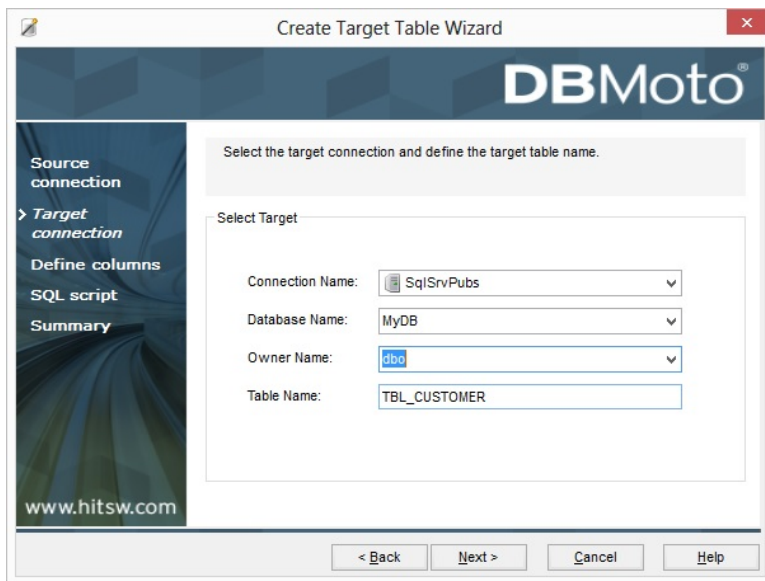 Create Target Table Wizard
DBMoto®
Source
connection
Target
connection
Define columns
SQL script
Summary
www.hitsw.com
Select the target connection and define the target table name.
Select Target
Connection Name: SqlSrvPubs
Database Name: MyDB
Owner Name: dbo
Table Name: TBL_CUSTOMER
< Back Next > Cancel Help